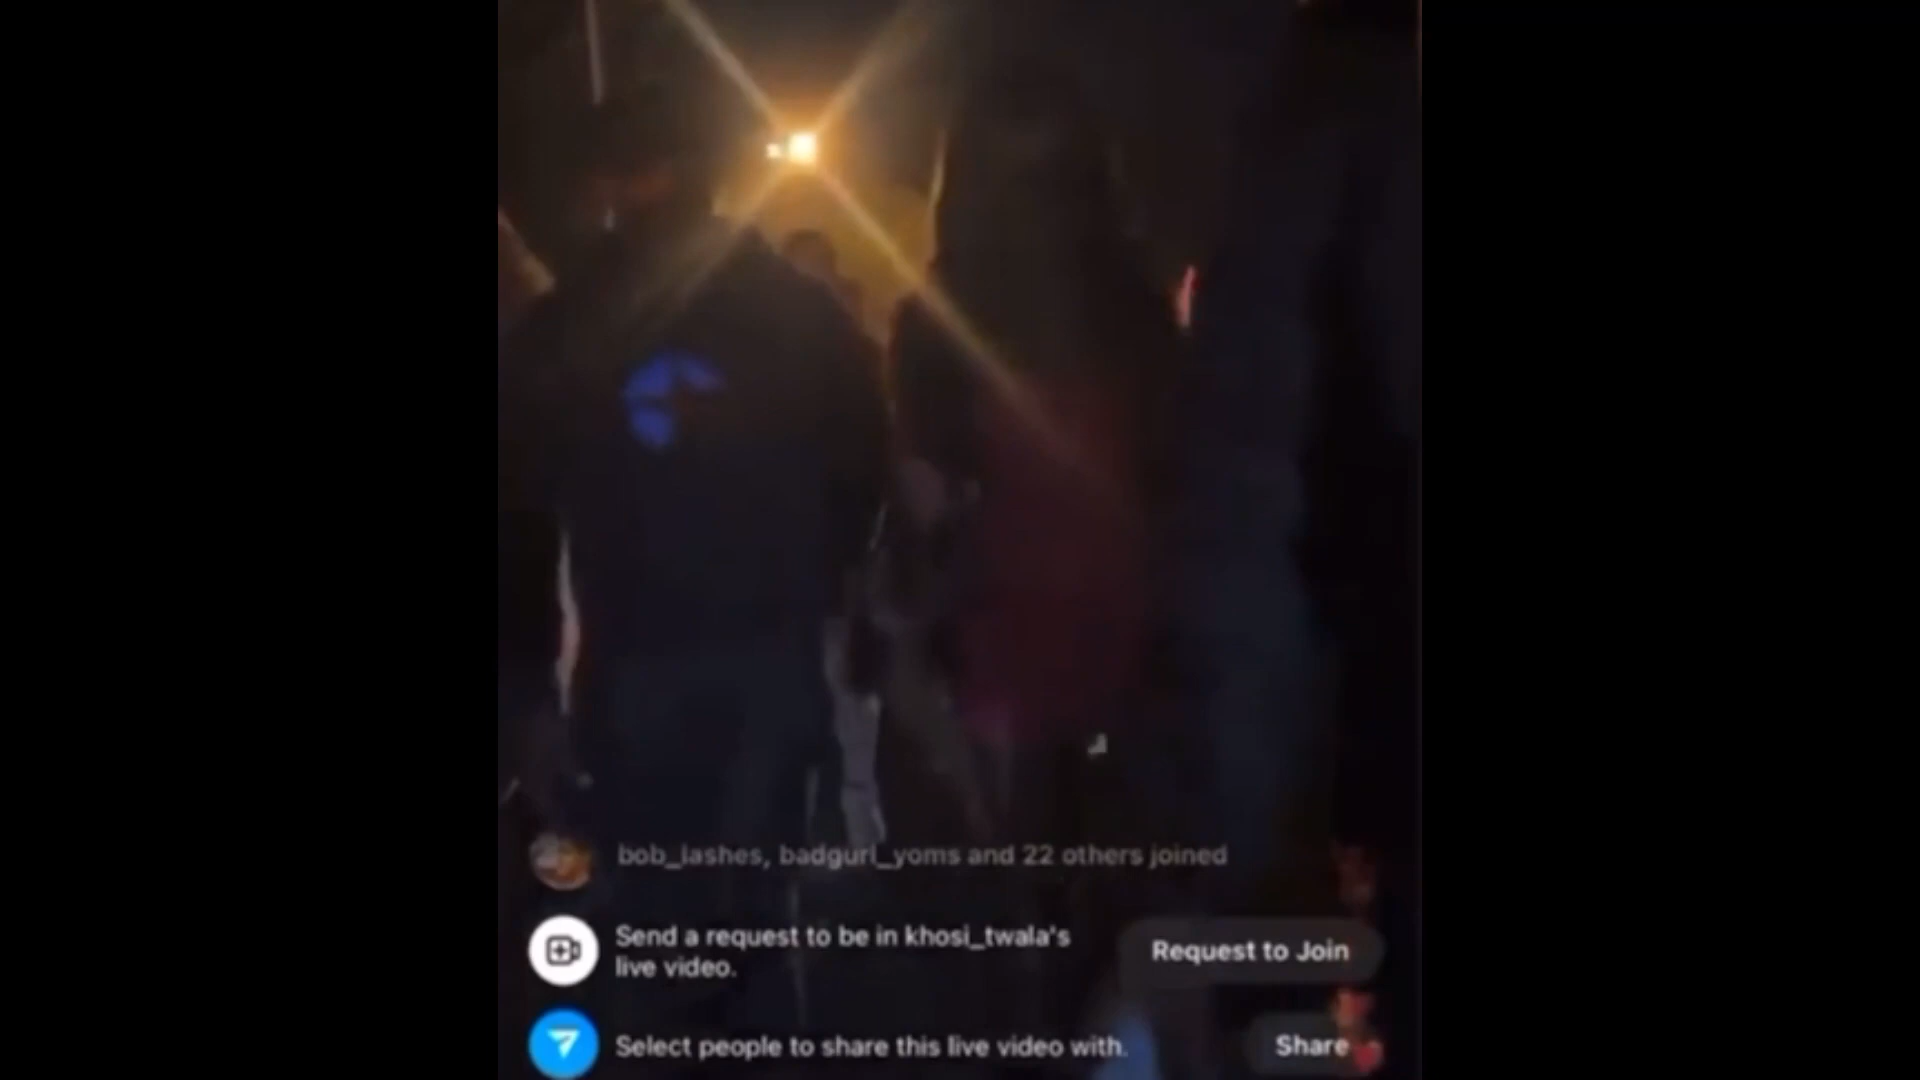 bob_lashes, badgurl_yoms and 22 others joined
Send a request to be in khosi_twala's
live video.
Request to Join
Select people to share this live video with.
Share